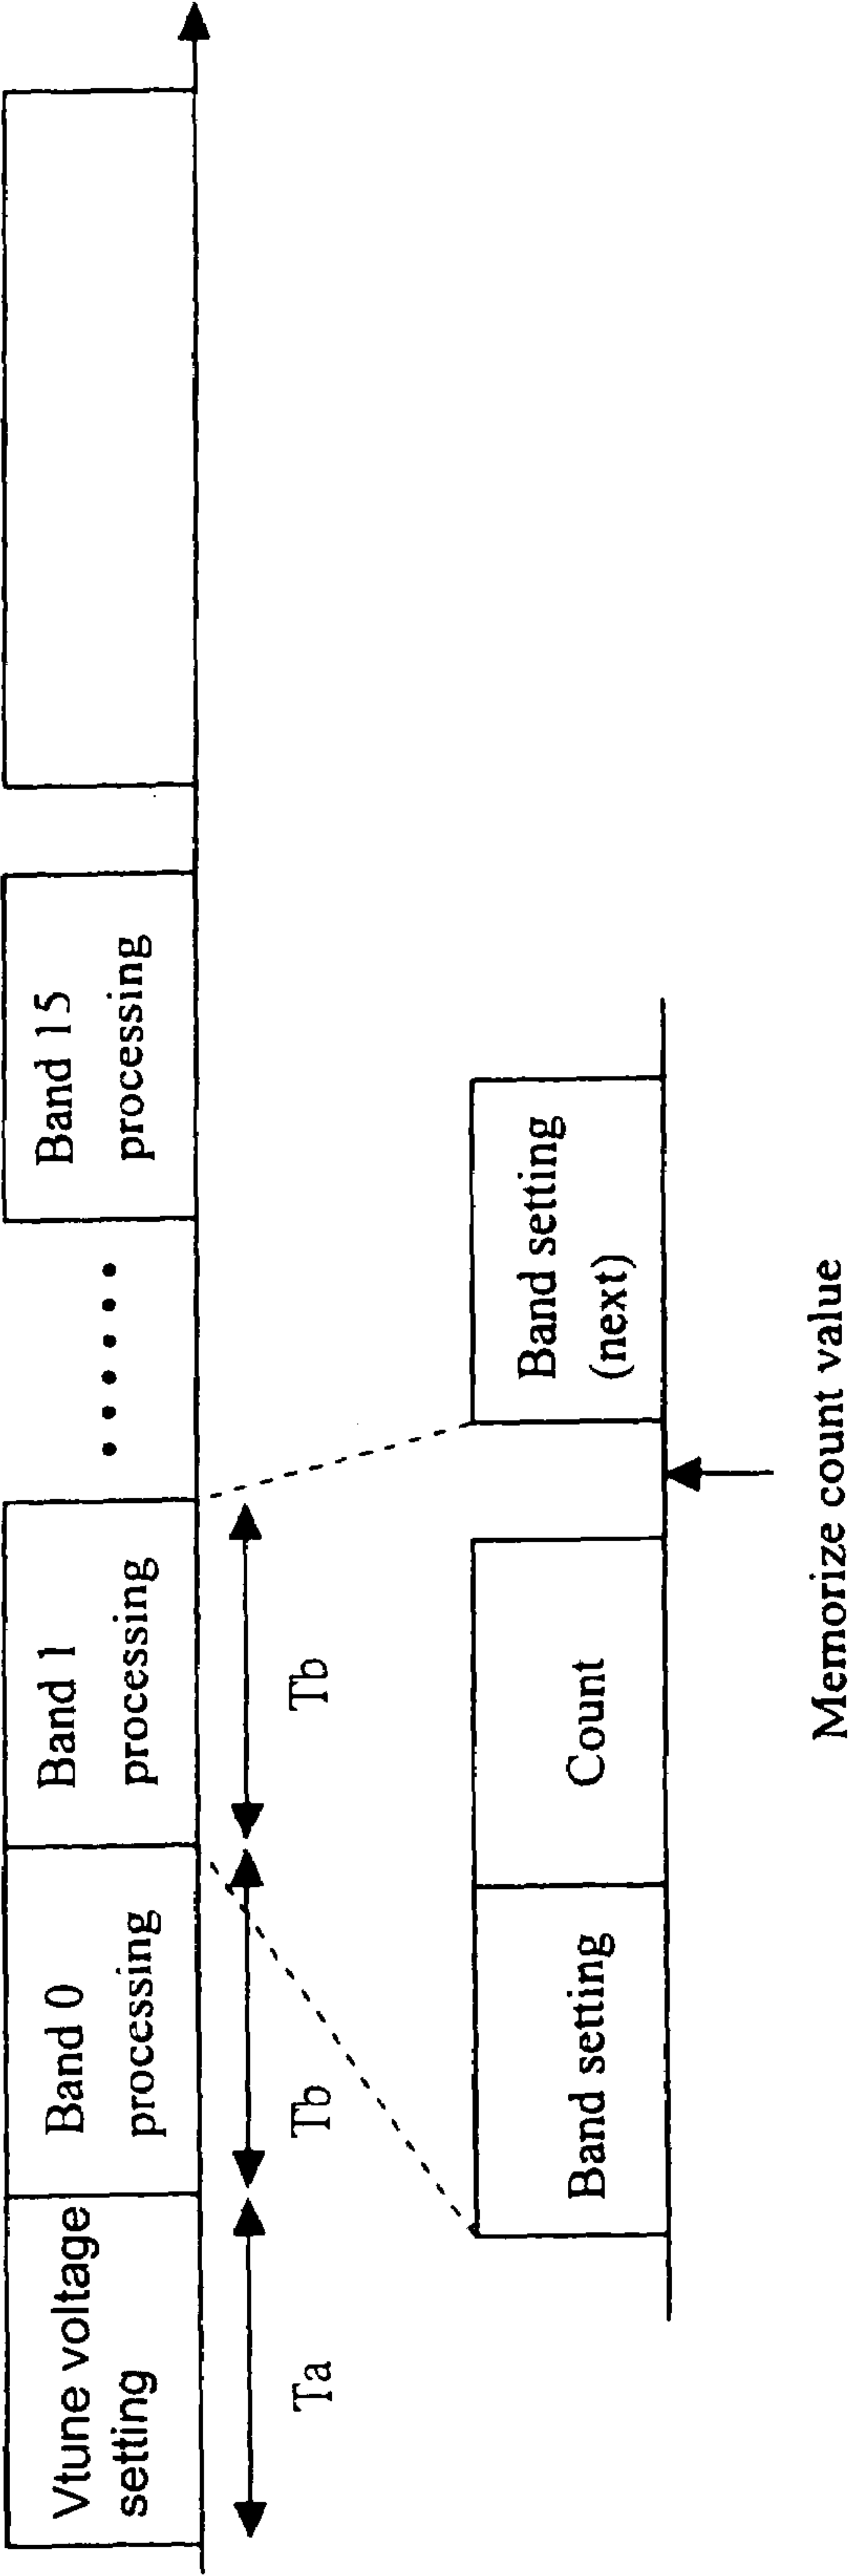 Vtune voltage
setting
Band 0
processing
Band 1
processing
••••••
Band 15
processing
Ta
Tb
Tb
Band setting
Count
Band setting
(next)
Memorize count value